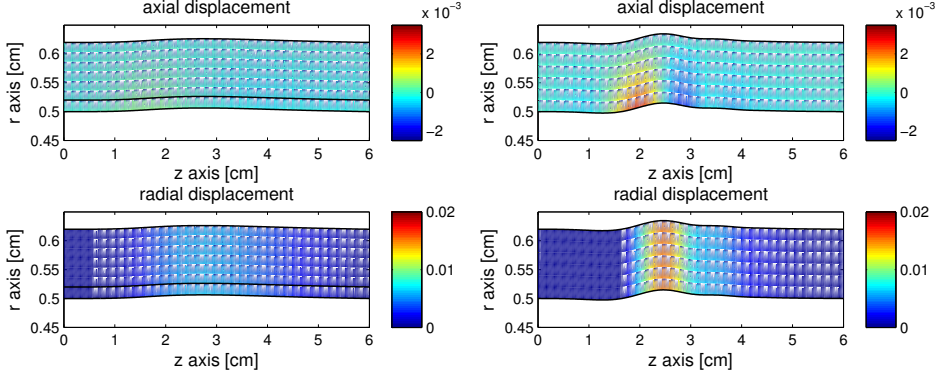 axial displacement
x 10⁻³
r axis [cm]
0.6
0.55
0.5
0.45
0 1 2 3 4 5 6
z axis [cm]
2
0
−2
axial displacement
x 10⁻³
r axis [cm]
0.6
0.55
0.5
0.45
0 1 2 3 4 5 6
z axis [cm]
2
0
−2
radial displacement
r axis [cm]
0.6
0.55
0.5
0.45
0 1 2 3 4 5 6
z axis [cm]
0.02
0.01
0
radial displacement
r axis [cm]
0.6
0.55
0.5
0.45
0 1 2 3 4 5 6
z axis [cm]
0.02
0.01
0